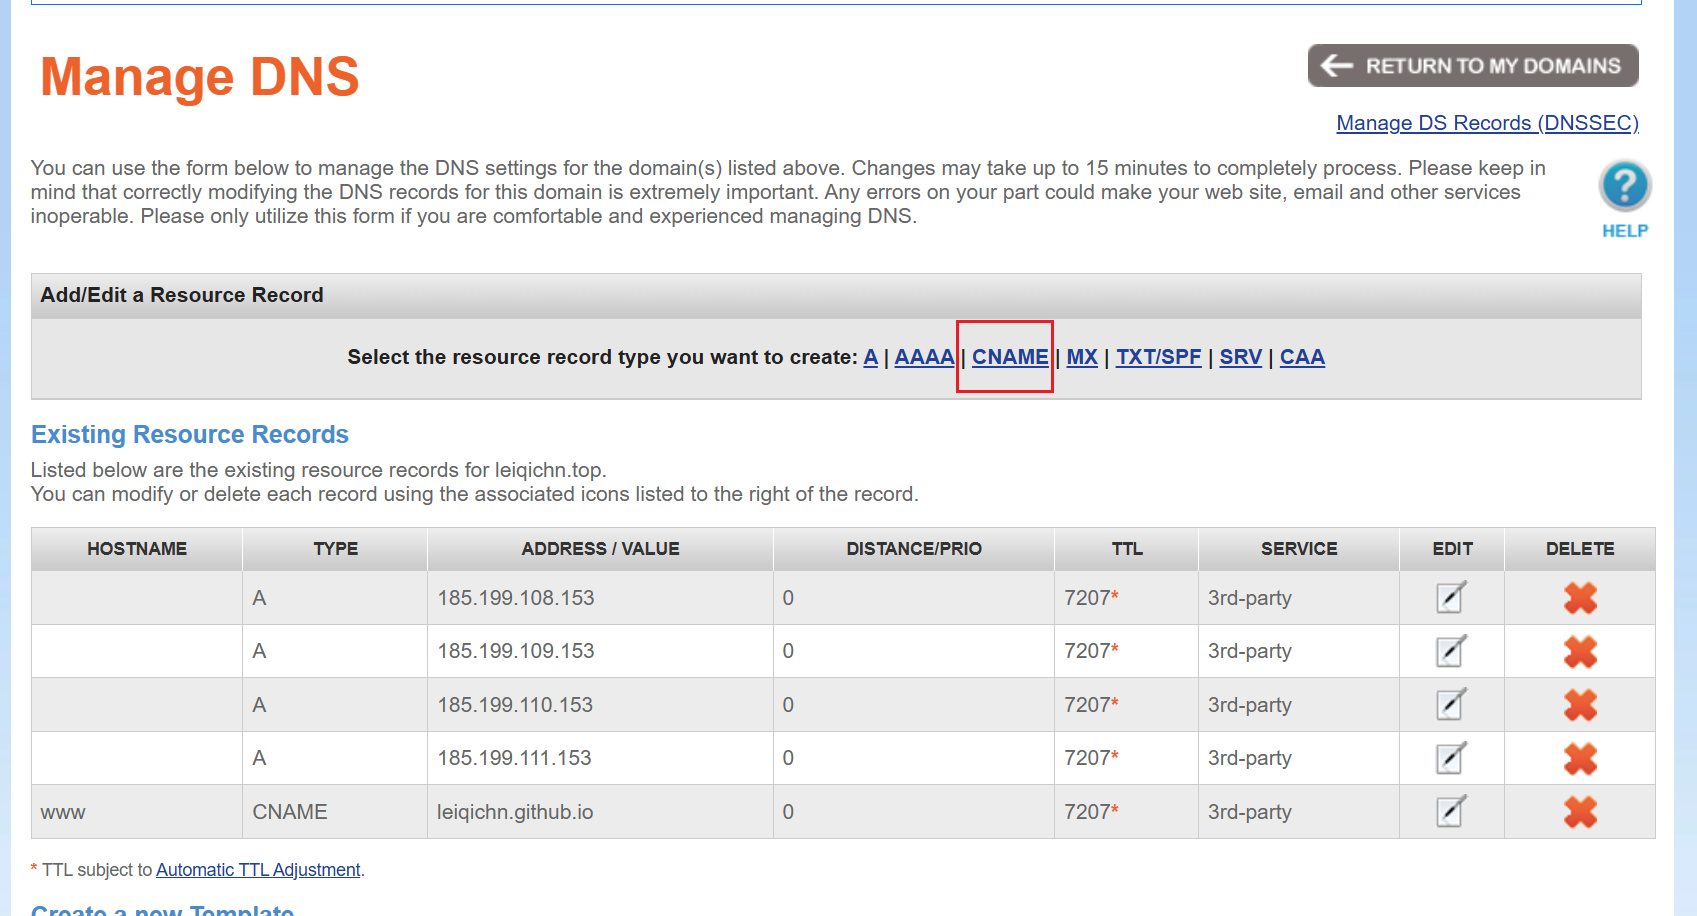 Manage DNS
RETURN TO MY DOMAINS
Manage DS Records (DNSSEC)
You can use the form below to manage the DNS settings for the domain(s) listed above. Changes may take up to 15 minutes to completely process. Please keep in
mind that correctly modifying the DNS records for this domain is extremely important. Any errors on your part could make your web site, email and other services
inoperable. Please only utilize this form if you are comfortable and experienced managing DNS.
?
HELP
Add/Edit a Resource Record
Select the resource record type you want to create: A | AAAA | CNAME | MX | TXT/SPF | SRV | CAA
Existing Resource Records
Listed below are the existing resource records for leiqichn.top.
You can modify or delete each record using the associated icons listed to the right of the record.
HOSTNAME TYPE ADDRESS / VALUE DISTANCE/PRIO TTL SERVICE EDIT DELETE
A 185.199.108.153 0 7207* 3rd-party
A 185.199.109.153 0 7207* 3rd-party
A 185.199.110.153 0 7207* 3rd-party
A 185.199.111.153 0 7207* 3rd-party
www CNAME leiqichn.github.io 0 7207* 3rd-party
* TTL subject to Automatic TTL Adjustment.
Create a new Template